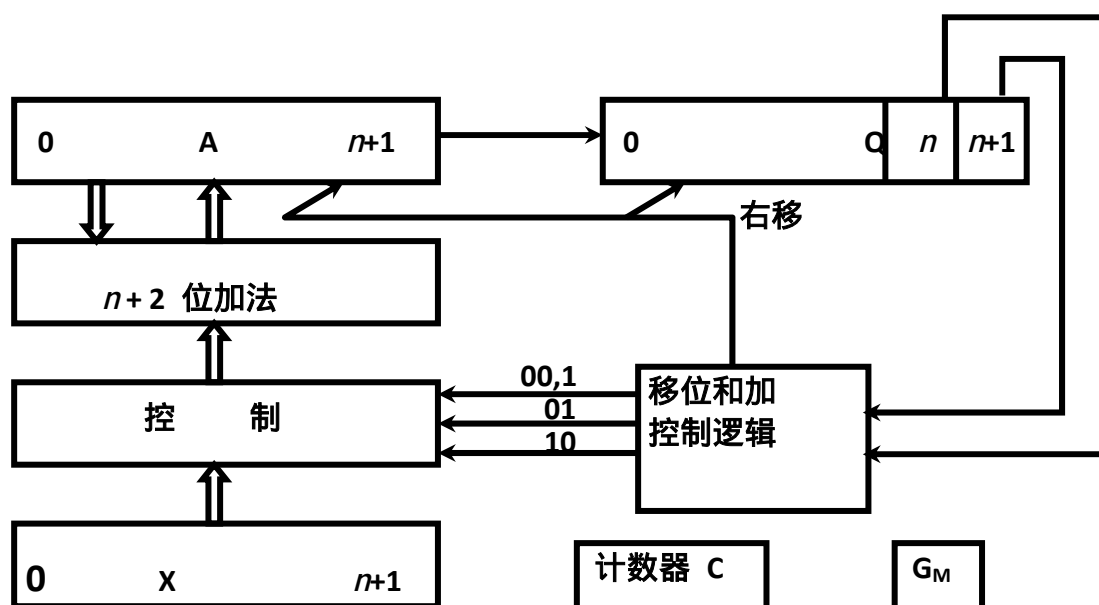 0 A n+1
0 Q n n+1
右移
n + 2 位加法
00,1
01
10
控 制
移位和加
控制逻辑
0 X n+1
计数器 C
GM